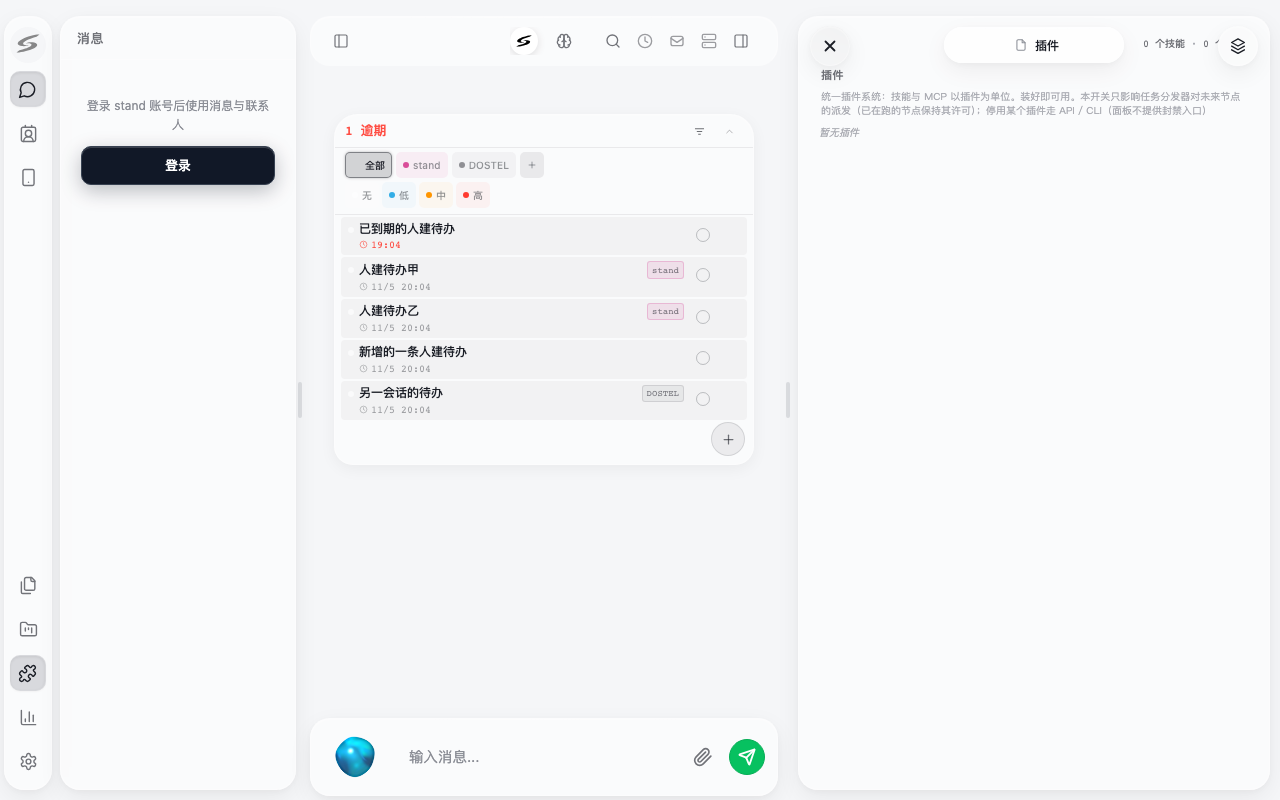 消息
登录 stand 账号后使用消息与联系
人
登录
1 逾期
全部
stand
DOSTEL
+
无
低
中
高
已到期的人建待办
19:04
人建待办甲
stand
11/5 20:04
人建待办乙
stand
11/5 20:04
新增的一条人建待办
11/5 20:04
另一会话的待办
DOSTEL
11/5 20:04
输入消息...
插件
0 个技能 · 0
插件
统一插件系统：技能与 MCP 以插件为单位。装好即可用。本开关只影响任务分发器对未来节点
的派发（已在跑的节点保持其许可）；停用某个插件走 API / CLI（面板不提供封禁入口）
暂无插件